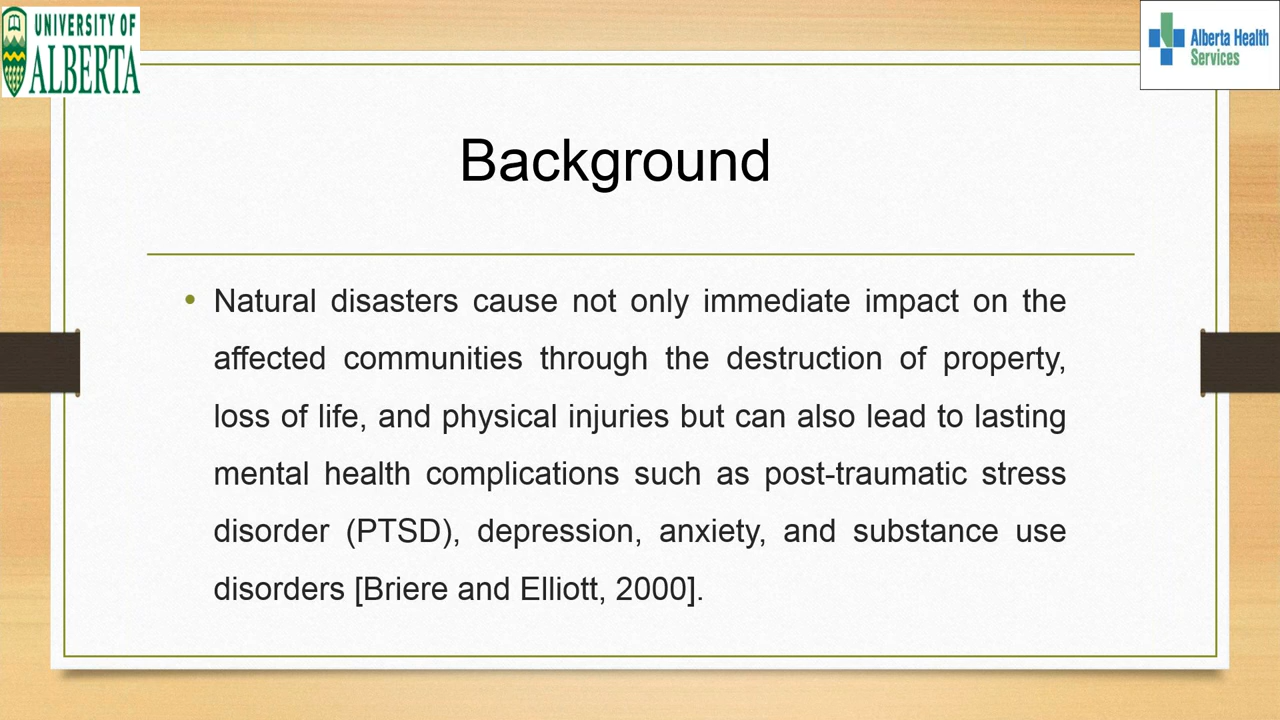 UNIVERSITY OF
ALBERTA
Alberta Health
Services
Background
• Natural disasters cause not only immediate impact on the
affected communities through the destruction of property,
loss of life, and physical injuries but can also lead to lasting
mental health complications such as post-traumatic stress
disorder (PTSD), depression, anxiety, and substance use
disorders [Briere and Elliott, 2000].